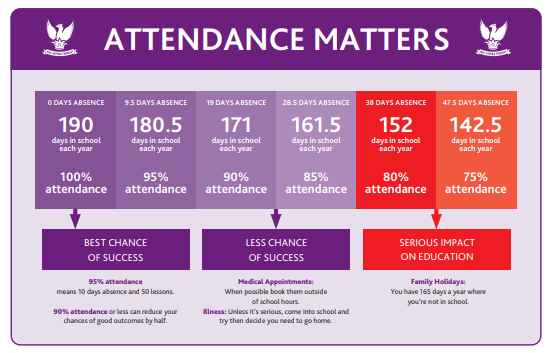 ATTENDANCE MATTERS
0 DAYS ABSENCE
190
days in school
each year
100%
attendance
9.5 DAYS ABSENCE
180.5
days in school
each year
95%
attendance
19 DAYS ABSENCE
171
days in school
each year
90%
attendance
28.5 DAYS ABSENCE
161.5
days in school
each year
85%
attendance
38 DAYS ABSENCE
152
days in school
each year
80%
attendance
47.5 DAYS ABSENCE
142.5
days in school
each year
75%
attendance
BEST CHANCE
OF SUCCESS
95% attendance
means 10 days absence and 50 lessons.
90% attendance or less can reduce your
chances of good outcomes by half.
LESS CHANCE
OF SUCCESS
Medical Appointments:
When possible book them outside
of school hours.
Illness: Unless it's serious, come into school and
try then decide you need to go home.
SERIOUS IMPACT
ON EDUCATION
Family Holidays:
You have 165 days a year where
you're not in school.